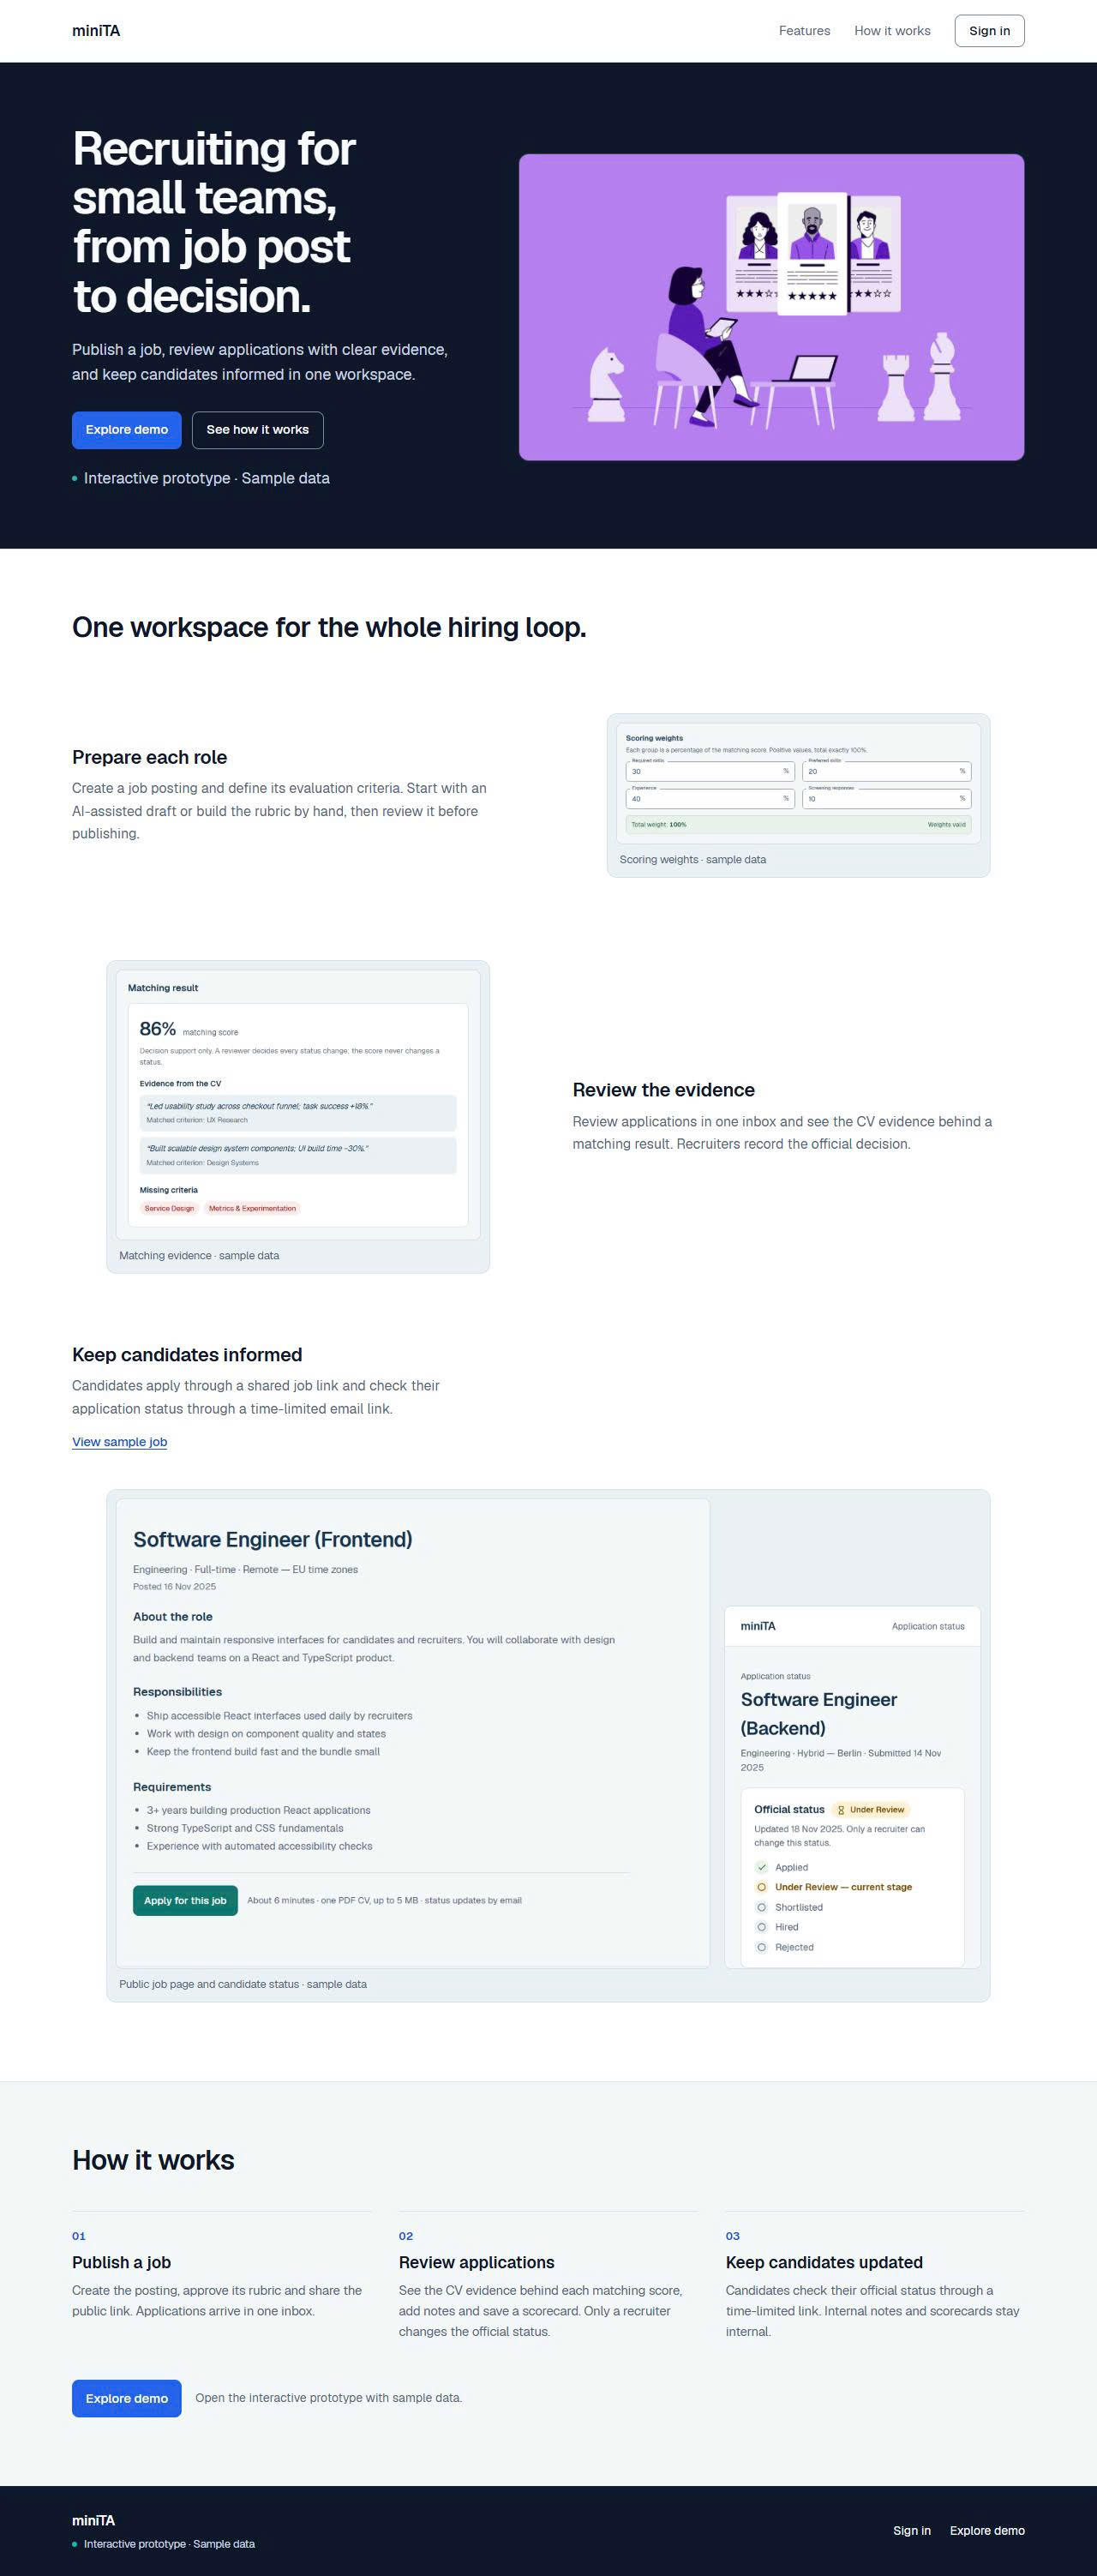 miniTA
Features
How it works
Sign in
Recruiting for
small teams,
from job post
to decision.
Publish a job, review applications with clear evidence,
and keep candidates informed in one workspace.
Explore demo
See how it works
Interactive prototype · Sample data
One workspace for the whole hiring loop.
Prepare each role
Create a job posting and define its evaluation criteria. Start with an
AI-assisted draft or build the rubric by hand, then review it before
publishing.
Scoring weights
Each group is a percentage of the matching score. Positive values, total exactly 100%.
Required skills
30 %
Preferred skills
20 %
Experience
40 %
Screening responses
10 %
Total weight: 100%
Weights valid
Scoring weights · sample data
Matching result
86% matching score
Decision support only. A reviewer decides every status change; the score never changes a
status.
Evidence from the CV
“Led usability study across checkout funnel; task success +18%.”
Matched criterion: UX Research
“Built scalable design system components; UI build time −30%.”
Matched criterion: Design Systems
Missing criteria
Service Design
Metrics & Experimentation
Matching evidence · sample data
Review the evidence
Review applications in one inbox and see the CV evidence behind a
matching result. Recruiters record the official decision.
Keep candidates informed
Candidates apply through a shared job link and check their
application status through a time-limited email link.
View sample job
Software Engineer (Frontend)
Engineering · Full-time · Remote — EU time zones
Posted 16 Nov 2025
About the role
Build and maintain responsive interfaces for candidates and recruiters. You will collaborate with design
and backend teams on a React and TypeScript product.
Responsibilities
Ship accessible React interfaces used daily by recruiters
Work with design on component quality and states
Keep the frontend build fast and the bundle small
Requirements
3+ years building production React applications
Strong TypeScript and CSS fundamentals
Experience with automated accessibility checks
Apply for this job
About 6 minutes · one PDF CV, up to 5 MB · status updates by email
miniTA
Application status
Application status
Software Engineer
(Backend)
Engineering · Hybrid — Berlin · Submitted 14 Nov
2025
Official status
Under Review
Updated 18 Nov 2025. Only a recruiter can
change this status.
Applied
Under Review — current stage
Shortlisted
Hired
Rejected
Public job page and candidate status · sample data
How it works
01
Publish a job
Create the posting, approve its rubric and share the
public link. Applications arrive in one inbox.
02
Review applications
See the CV evidence behind each matching score,
add notes and save a scorecard. Only a recruiter
changes the official status.
03
Keep candidates updated
Candidates check their official status through a
time-limited link. Internal notes and scorecards stay
internal.
Explore demo
Open the interactive prototype with sample data.
miniTA
Interactive prototype · Sample data
Sign in
Explore demo